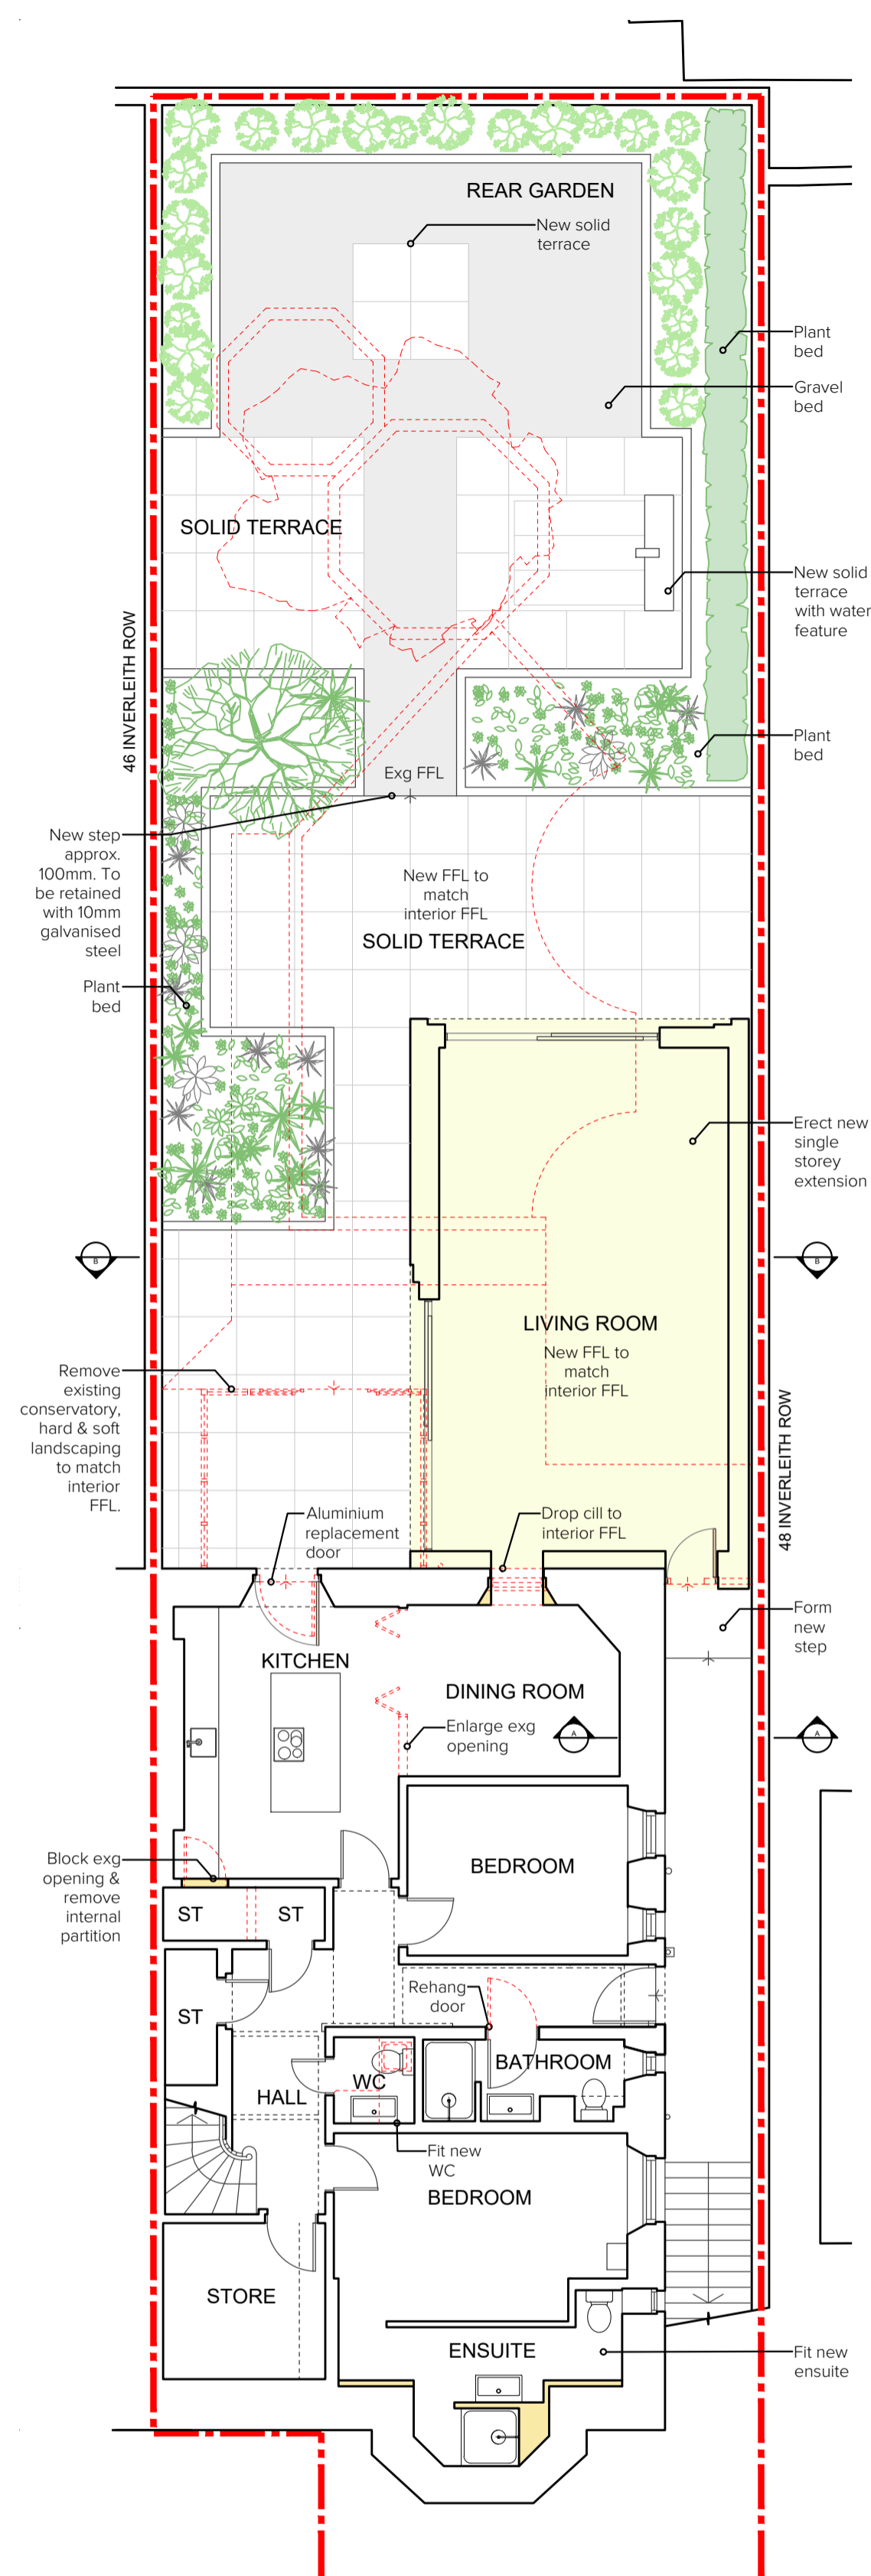 REAR GARDEN
New solid
terrace
Plant
bed
Gravel
bed
SOLID TERRACE
New solid
terrace
with water
feature
46 INVERLEITH ROW
Plant
bed
Exg FFL
New step
approx.
100mm. To
be retained
with 10mm
galvanised
steel
New FFL to
match
interior FFL
SOLID TERRACE
Plant
bed
Erect new
single
storey
extension
B
B
LIVING ROOM
New FFL to
match
interior FFL
Remove
existing
conservatory,
hard & soft
landscaping
to match
interior
FFL.
48 INVERLEITH ROW
Aluminium
replacement
door
Drop cill to
interior FFL
Form
new
step
KITCHEN
DINING ROOM
Enlarge exg
opening
A
A
Block exg
opening &
remove
internal
partition
BEDROOM
ST
ST
ST
Rehang
door
BATHROOM
WC
HALL
Fit new
WC
BEDROOM
STORE
ENSUITE
Fit new
ensuite